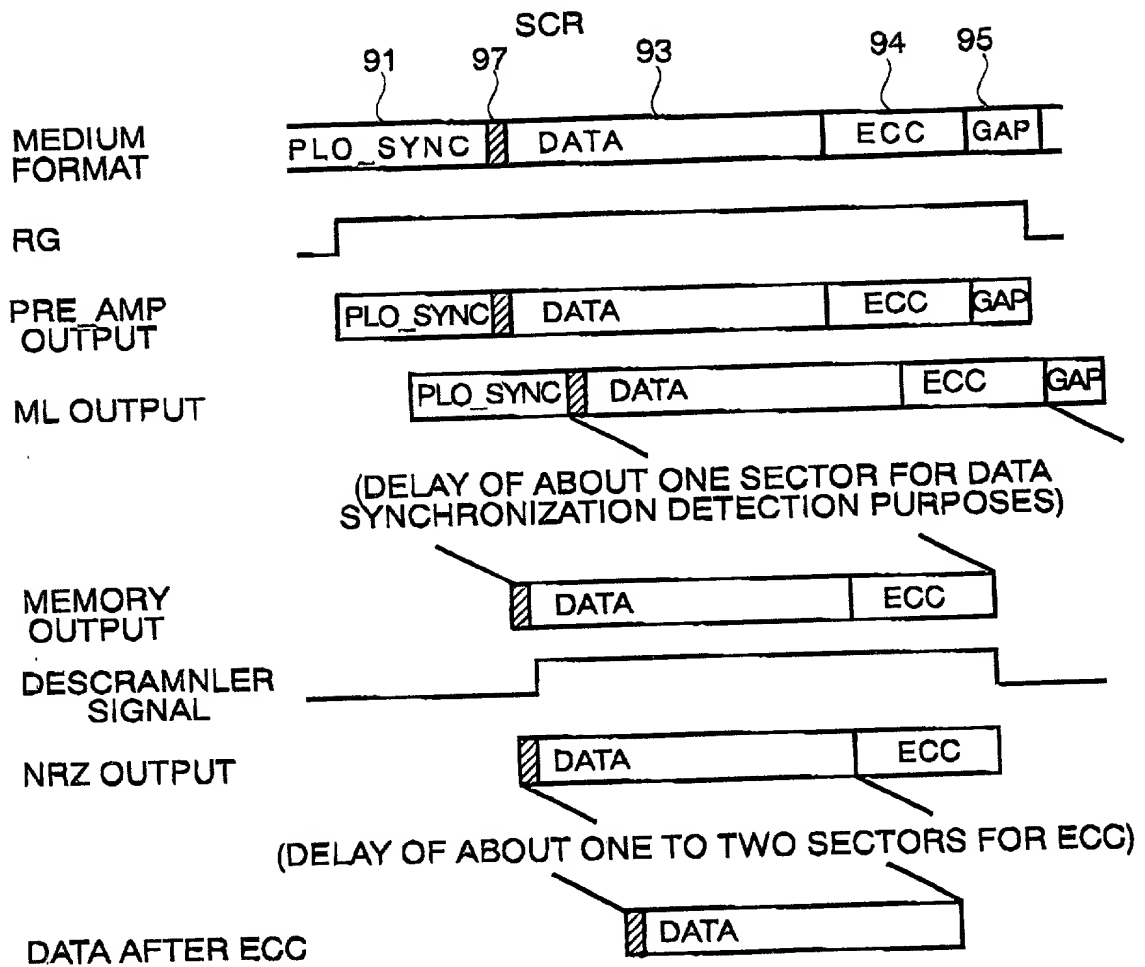 SCR
91 97 93 94 95
MEDIUM
FORMAT
PLO_SYNC DATA ECC GAP
RG
PRE_AMP
OUTPUT
PLO_SYNC DATA ECC GAP
ML OUTPUT
PLO_SYNC DATA ECC GAP
(DELAY OF ABOUT ONE SECTOR FOR DATA
SYNCHRONIZATION DETECTION PURPOSES)
MEMORY
OUTPUT
DATA ECC
DESCRAMNLER
SIGNAL
NRZ OUTPUT
DATA ECC
(DELAY OF ABOUT ONE TO TWO SECTORS FOR ECC)
DATA AFTER ECC
DATA